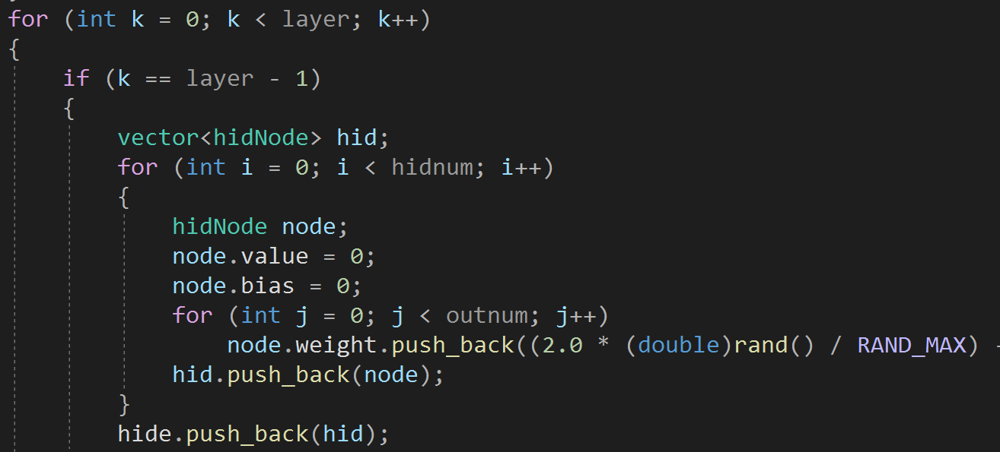 for (int k = 0; k < layer; k++)
{
    if (k == layer - 1)
    {
        vector<hidNode> hid;
        for (int i = 0; i < hidnum; i++)
        {
            hidNode node;
            node.value = 0;
            node.bias = 0;
            for (int j = 0; j < outnum; j++)
                node.weight.push_back((2.0 * (double)rand() / RAND_MAX) -
            hid.push_back(node);
        }
        hide.push_back(hid);